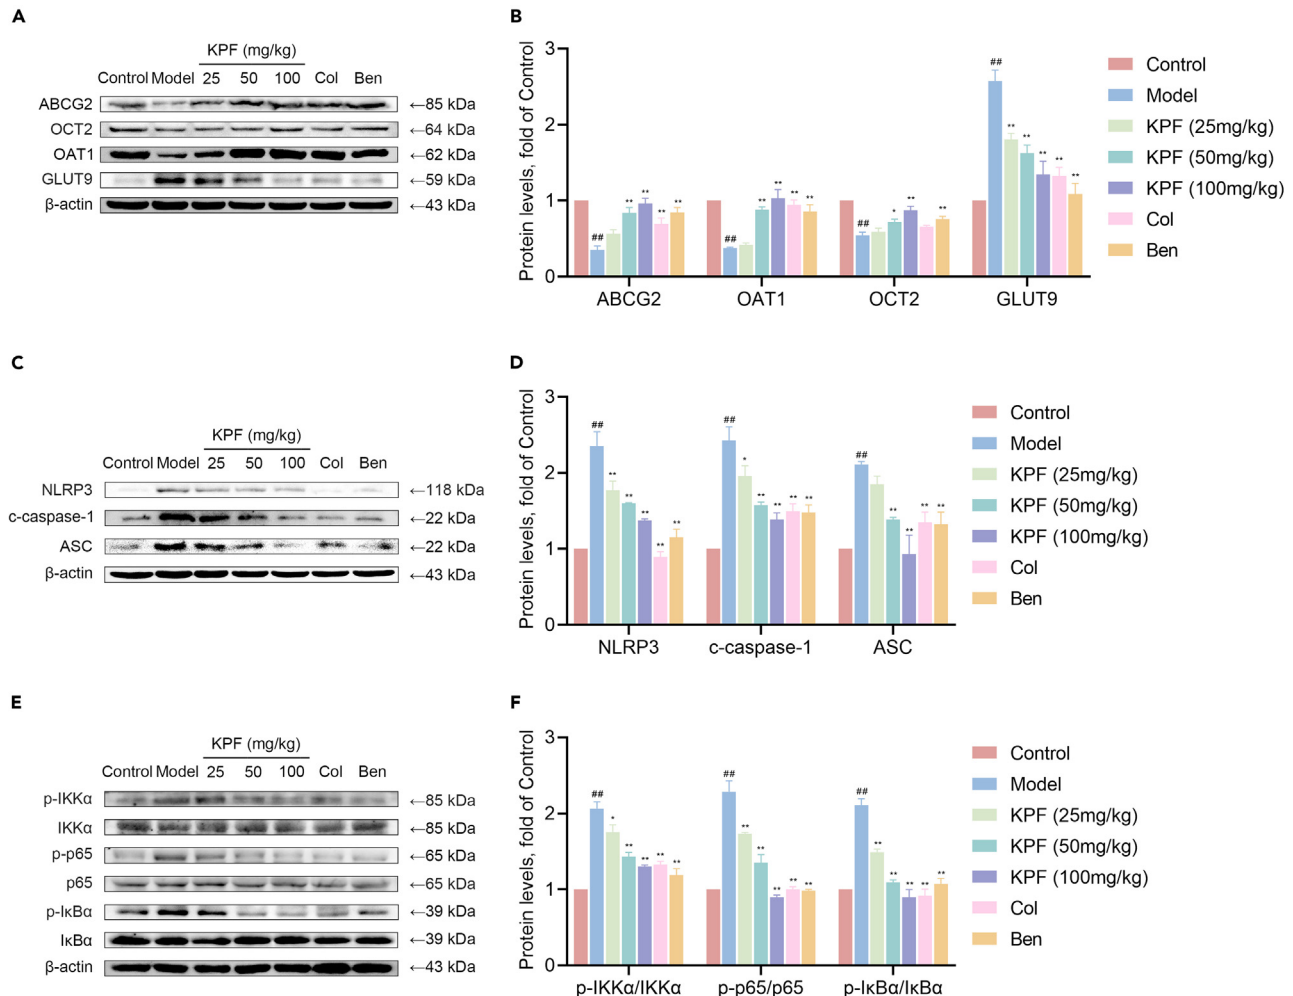 A
KPF (mg/kg)
Control Model 25 50 100 Col Ben
ABCG2 ←85 kDa
OCT2 ←64 kDa
OAT1 ←62 kDa
GLUT9 ←59 kDa
β-actin ←43 kDa
B
Protein levels, fold of Control
3
2
1
0
## ** ** ** **
## ** ** ** **
## * ** **
## ** ** ** ** **
ABCG2 OAT1 OCT2 GLUT9
Control
Model
KPF (25mg/kg)
KPF (50mg/kg)
KPF (100mg/kg)
Col
Ben
C
KPF (mg/kg)
Control Model 25 50 100 Col Ben
NLRP3 ←118 kDa
c-caspase-1 ←22 kDa
ASC ←22 kDa
β-actin ←43 kDa
D
Protein levels, fold of Control
3
2
1
0
## ** ** ** ** **
## * ** ** ** **
## ** ** ** **
NLRP3 c-caspase-1 ASC
Control
Model
KPF (25mg/kg)
KPF (50mg/kg)
KPF (100mg/kg)
Col
Ben
E
KPF (mg/kg)
Control Model 25 50 100 Col Ben
p-IKKα ←85 kDa
IKKα ←85 kDa
p-p65 ←65 kDa
p65 ←65 kDa
p-IκBα ←39 kDa
IκBα ←39 kDa
β-actin ←43 kDa
F
Protein levels, fold of Control
3
2
1
0
## * ** ** ** **
## ** ** ** ** **
## ** ** ** ** **
p-IKKα/IKKα p-p65/p65 p-IκBα/IκBα
Control
Model
KPF (25mg/kg)
KPF (50mg/kg)
KPF (100mg/kg)
Col
Ben